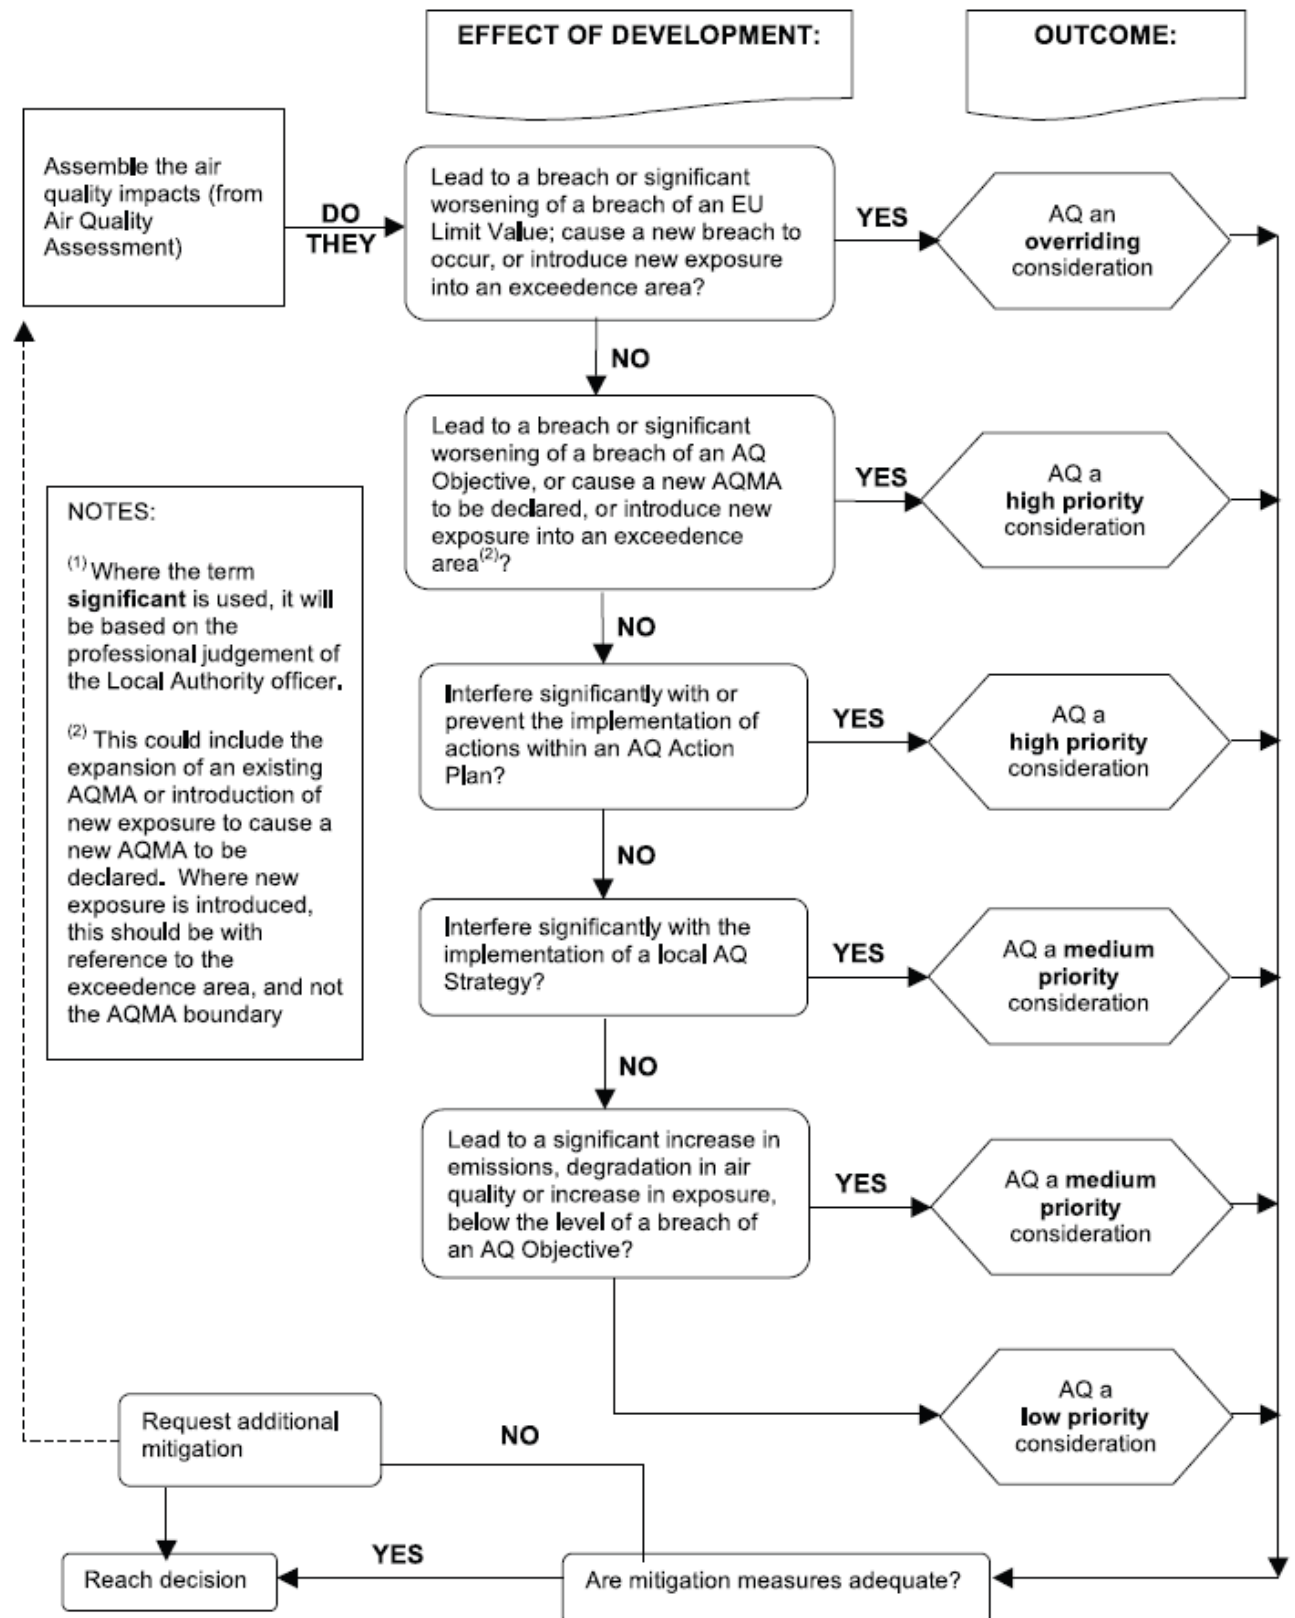 EFFECT OF DEVELOPMENT:
OUTCOME:
Assemble the air
quality impacts (from
Air Quality
Assessment)
DO
THEY
Lead to a breach or significant
worsening of a breach of an EU
Limit Value; cause a new breach to
occur, or introduce new exposure
into an exceedence area?
YES
AQ an
overriding
consideration
NO
Lead to a breach or significant
worsening of a breach of an AQ
Objective, or cause a new AQMA
to be declared, or introduce new
exposure into an exceedence
area(2)?
YES
AQ a
high priority
consideration
NOTES:
(1) Where the term
significant is used, it will
be based on the
professional judgement of
the Local Authority officer.
(2) This could include the
expansion of an existing
AQMA or introduction of
new exposure to cause a
new AQMA to be
declared. Where new
exposure is introduced,
this should be with
reference to the
exceedence area, and not
the AQMA boundary
NO
Interfere significantly with or
prevent the implementation of
actions within an AQ Action
Plan?
YES
AQ a
high priority
consideration
NO
Interfere significantly with the
implementation of a local AQ
Strategy?
YES
AQ a medium
priority
consideration
NO
Lead to a significant increase in
emissions, degradation in air
quality or increase in exposure,
below the level of a breach of
an AQ Objective?
YES
AQ a medium
priority
consideration
AQ a
low priority
consideration
Request additional
mitigation
NO
Reach decision
YES
Are mitigation measures adequate?